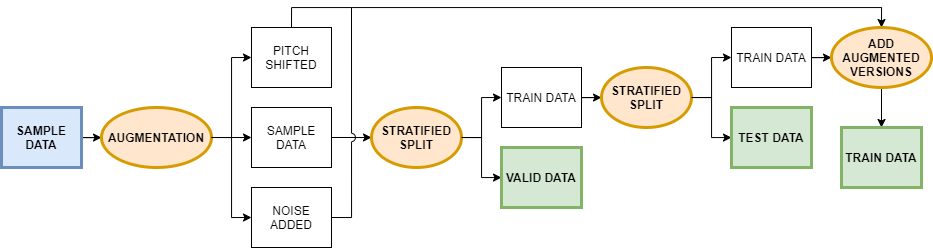 SAMPLE
DATA
AUGMENTATION
PITCH
SHIFTED
SAMPLE
DATA
NOISE
ADDED
STRATIFIED
SPLIT
TRAIN DATA
VALID DATA
STRATIFIED
SPLIT
TRAIN DATA
TEST DATA
ADD
AUGMENTED
VERSIONS
TRAIN DATA